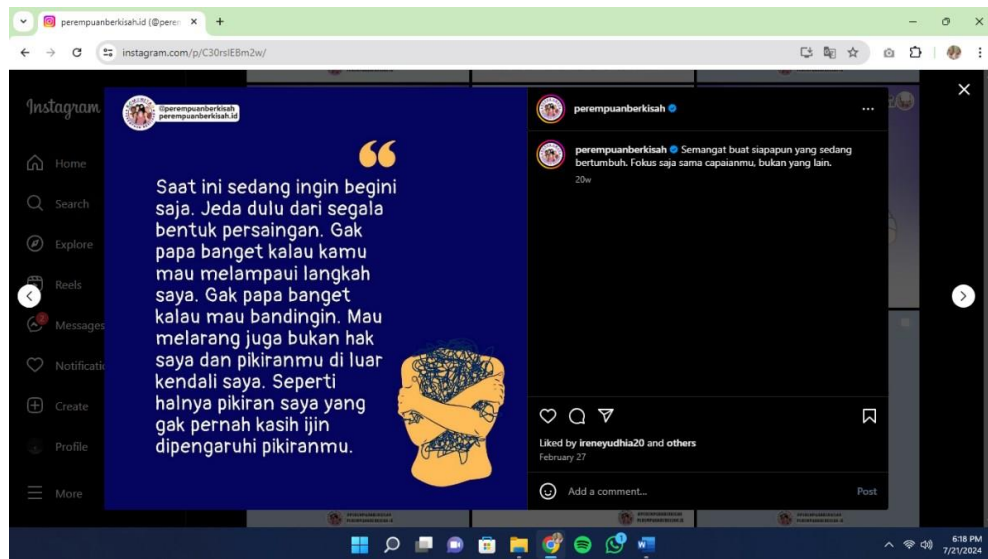 perempuanberkisah.id (@peren
instagram.com/p/C30rslEBm2w/
Instagram
Home
Search
Explore
Reels
Messages
Notificatic
Create
Profile
More
@perempuanberkisah
perempuanberkisah.id
Saat ini sedang ingin begini
saja. Jeda dulu dari segala
bentuk persaingan. Gak
papa banget kalau kamu
mau melampaui langkah
saya. Gak papa banget
kalau mau bandingin. Mau
melarang juga bukan hak
saya dan pikiranmu di luar
kendali saya. Seperti
halnya pikiran saya yang
gak pernah kasih ijin
dipengaruhi pikiranmu.
perempuanberkisah
perempuanberkisah Semangat buat siapapun yang sedang
bertumbuh. Fokus saja sama capaianmu, bukan yang lain.
20w
Liked by ireneyudhia20 and others
February 27
Add a comment...
Post
6:18 PM
7/21/2024